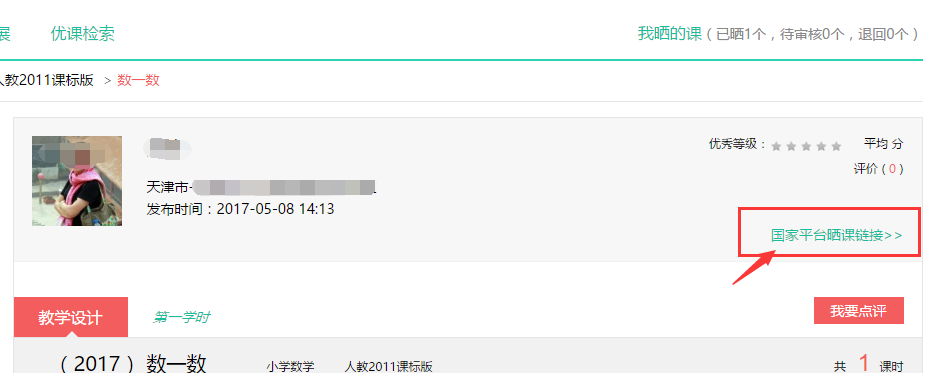 展 优课检索 我晒的课（已晒1个，待审核0个，退回0个）
人教2011课标版 > 数一数
优秀等级： 平均 分
评价 ( 0 )
天津市-
发布时间：2017-05-08 14:13
国家平台晒课链接>>
教学设计 第一学时 我要点评
（ 2017 ） 数一数 小学数学 人教2011课标版 共 1 课时